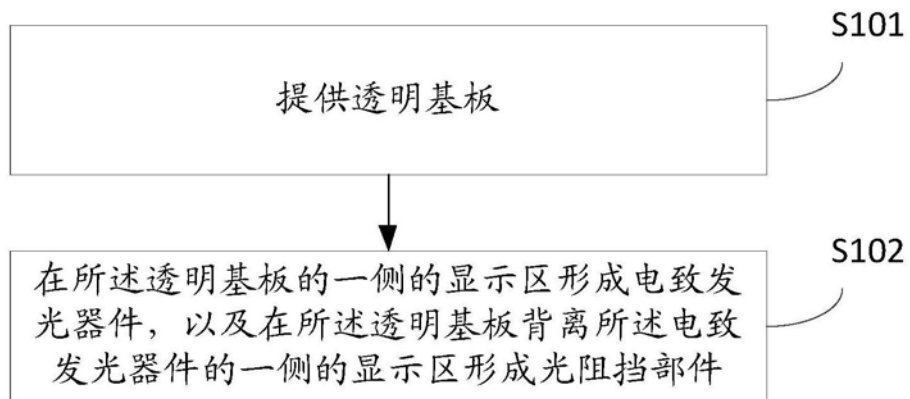 S101
提供透明基板
S102
在所述透明基板的一侧的显示区形成电致发
光器件，以及在所述透明基板背离所述电致
发光器件的一侧的显示区形成光阻挡部件